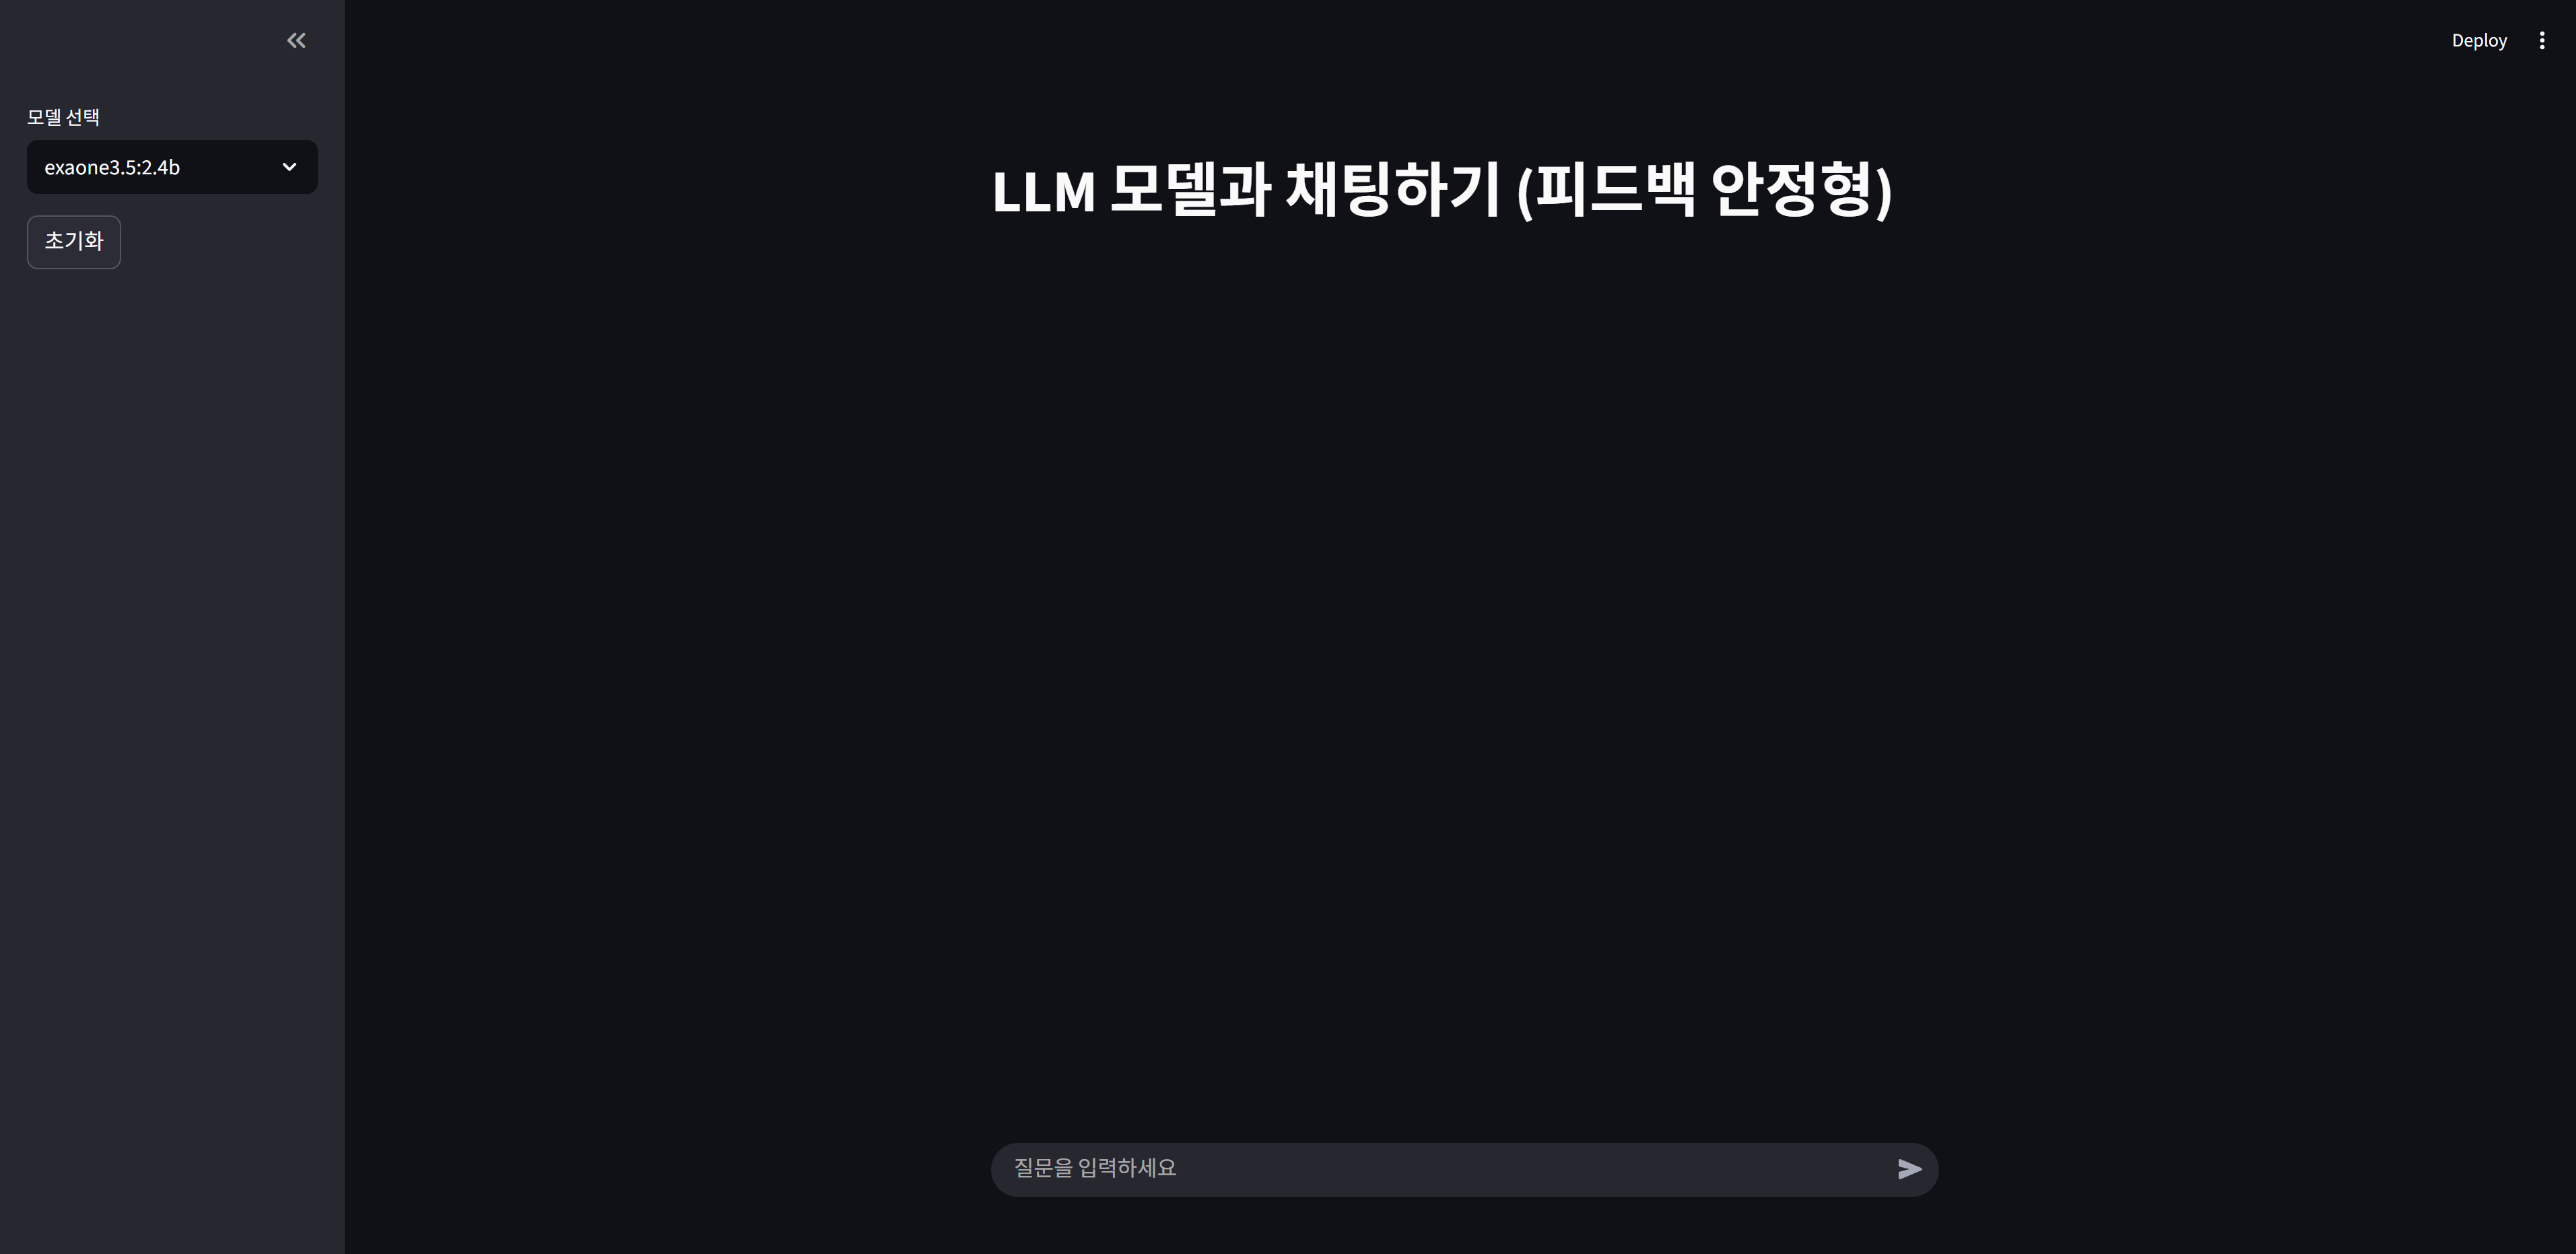 Deploy
모델 선택
exaone3.5:2.4b
초기화
LLM 모델과 채팅하기 (피드백 안정형)
질문을 입력하세요